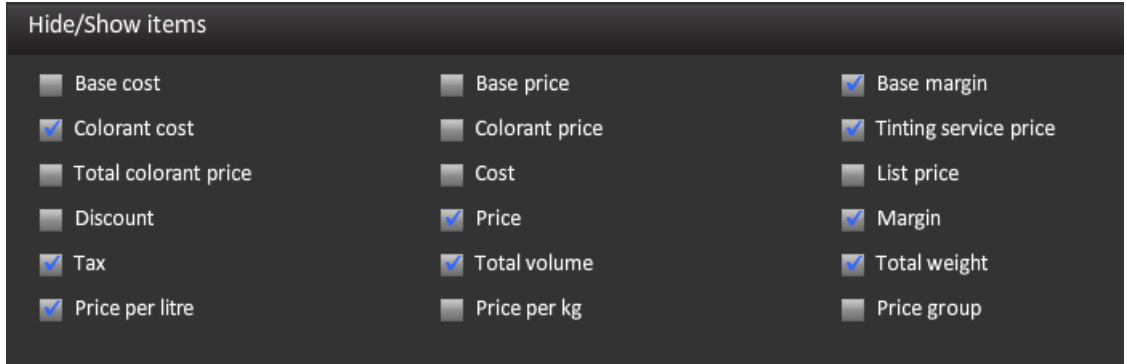 Hide/Show items
Base cost Base price Base margin
Colorant cost Colorant price Tinting service price
Total colorant price Cost List price
Discount Price Margin
Tax Total volume Total weight
Price per litre Price per kg Price group